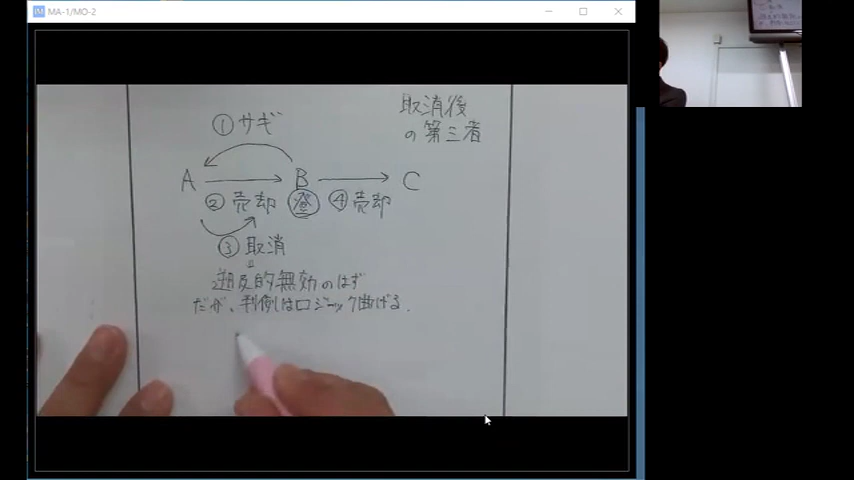 MA-1/MO-2
取消後
の第三者
①サギ
A B C
②売却 登 ④売却
③取消
=
遡及的無効のはず
だが、判例はロジック曲げる.